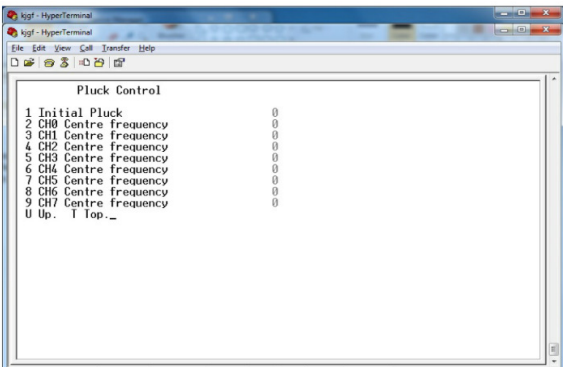 kjgf - HyperTerminal
kjgf - HyperTerminal
File Edit View Call Transfer Help
Pluck Control
1 Initial Pluck 0
2 CH0 Centre frequency 0
3 CH1 Centre frequency 0
4 CH2 Centre frequency 0
5 CH3 Centre frequency 0
6 CH4 Centre frequency 0
7 CH5 Centre frequency 0
8 CH6 Centre frequency 0
9 CH7 Centre frequency 0
U Up. T Top._